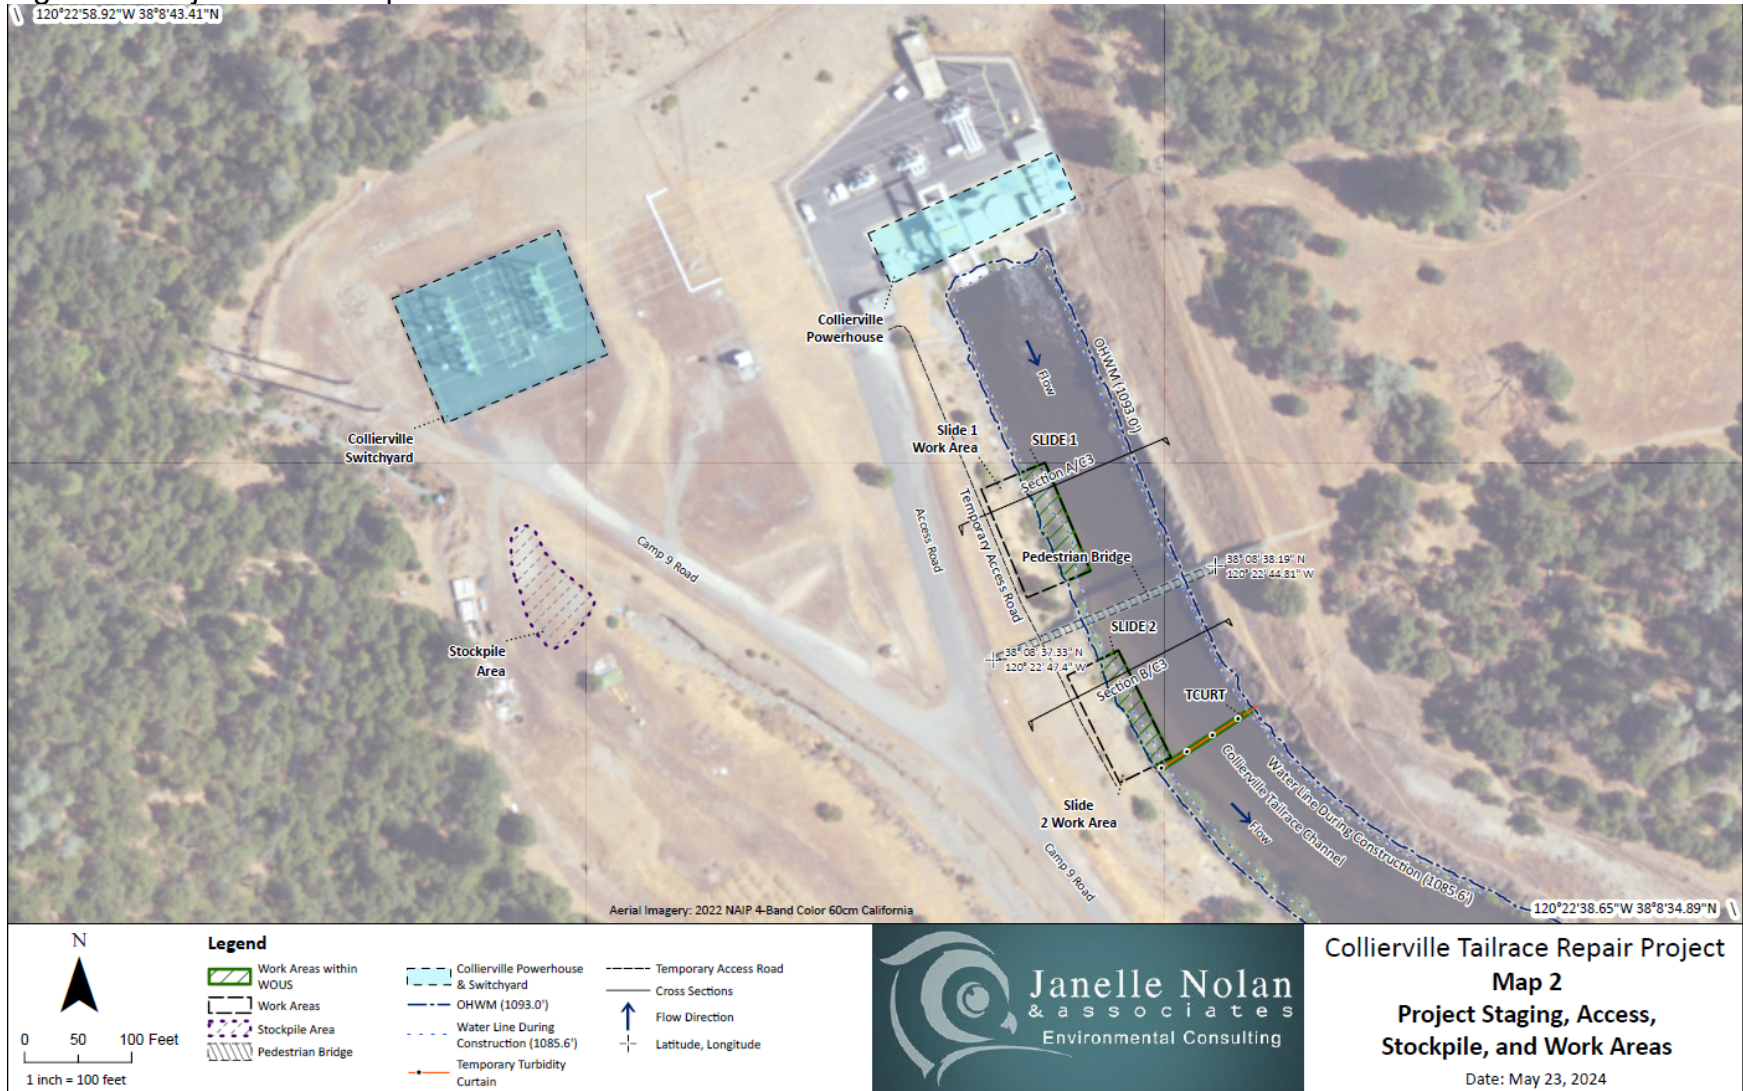 120°22'58.92"W 38°8'43.41"N
Collierville
Powerhouse
Collierville
Switchyard
OHWM (1093.0')
Flow
Slide 1
Work Area
SLIDE 1
Section A/C3
Temporary Access Road
Access Road
Camp 9 Road
Pedestrian Bridge
38° 08' 38.19" N
120° 22' 44.81" W
SLIDE 2
38° 08' 37.33" N
120° 22' 47.4" W
Section B/C3
Stockpile
Area
TCURT
Water Line During Construction (1085.6')
Collierville Tailrace Channel
Flow
Slide
2 Work Area
Camp 9 Road
Aerial Imagery: 2022 NAIP 4-Band Color 60cm California
120°22'38.65"W 38°8'34.89"N
N
0 50 100 Feet
1 inch = 100 feet
Legend
Work Areas within
WOUS
Work Areas
Stockpile Area
Pedestrian Bridge
Collierville Powerhouse
& Switchyard
OHWM (1093.0')
Water Line During
Construction (1085.6')
Temporary Turbidity
Curtain
Temporary Access Road
Cross Sections
Flow Direction
Latitude, Longitude
Janelle Nolan
& associates
Environmental Consulting
Collierville Tailrace Repair Project
Map 2
Project Staging, Access,
Stockpile, and Work Areas
Date: May 23, 2024